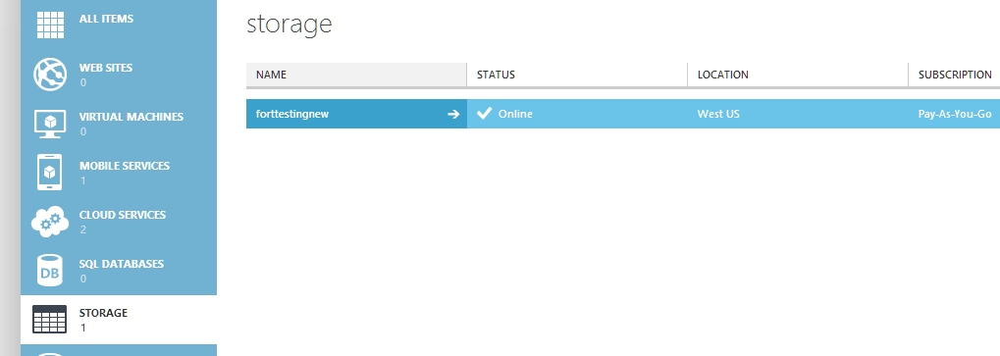 ALL ITEMS
WEB SITES
0
VIRTUAL MACHINES
0
MOBILE SERVICES
1
CLOUD SERVICES
2
DB
SQL DATABASES
0
STORAGE
1
storage
NAME STATUS LOCATION SUBSCRIPTION
forttestingnew Online West US Pay-As-You-Go